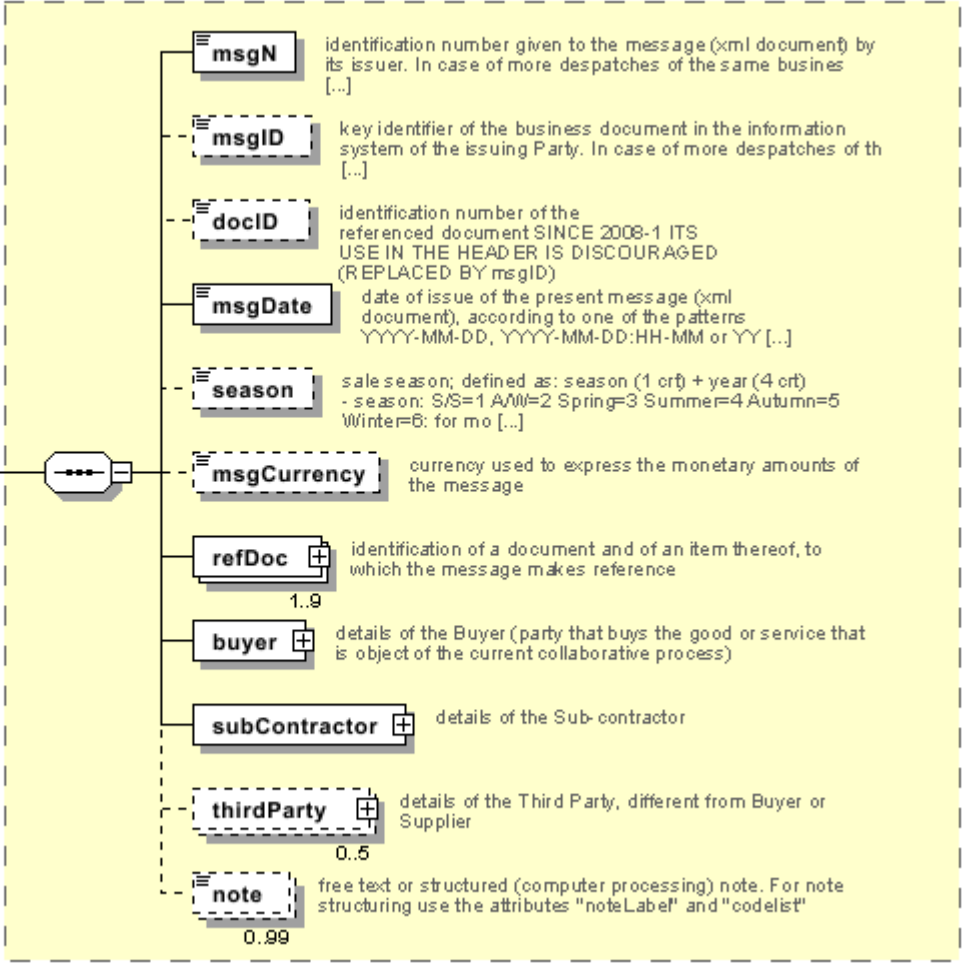 msgN
identification number given to the message (xml document) by
its issuer. In case of more despatches of the same busines
[...]
msgID
key identifier of the business document in the information
system of the issuing Party. In case of more despatches of th
[...]
docID
identification number of the
referenced document SINCE 2008-1 ITS
USE IN THE HEADER IS DISCOURAGED
(REPLACED BY msgID)
msgDate
date of issue of the present message (xml
document), according to one of the patterns
YYYY-MM-DD, YYYY-MM-DD:HH-MM or YY [...]
season
sale season; defined as: season (1 crt) + year (4 crt)
- season: S/S=1 A/W=2 Spring=3 Summer=4 Autumn=5
Winter=6: for mo [...]
msgCurrency
currency used to express the monetary amounts of
the message
refDoc
identification of a document and of an item thereof, to
which the message makes reference
1..9
buyer
details of the Buyer (party that buys the good or service that
is object of the current collaborative process)
subContractor
details of the Sub-contractor
thirdParty
details of the Third Party, different from Buyer or
Supplier
0..5
note
free text or structured (computer processing) note. For note
structuring use the attributes "noteLabel" and "codelist"
0..99